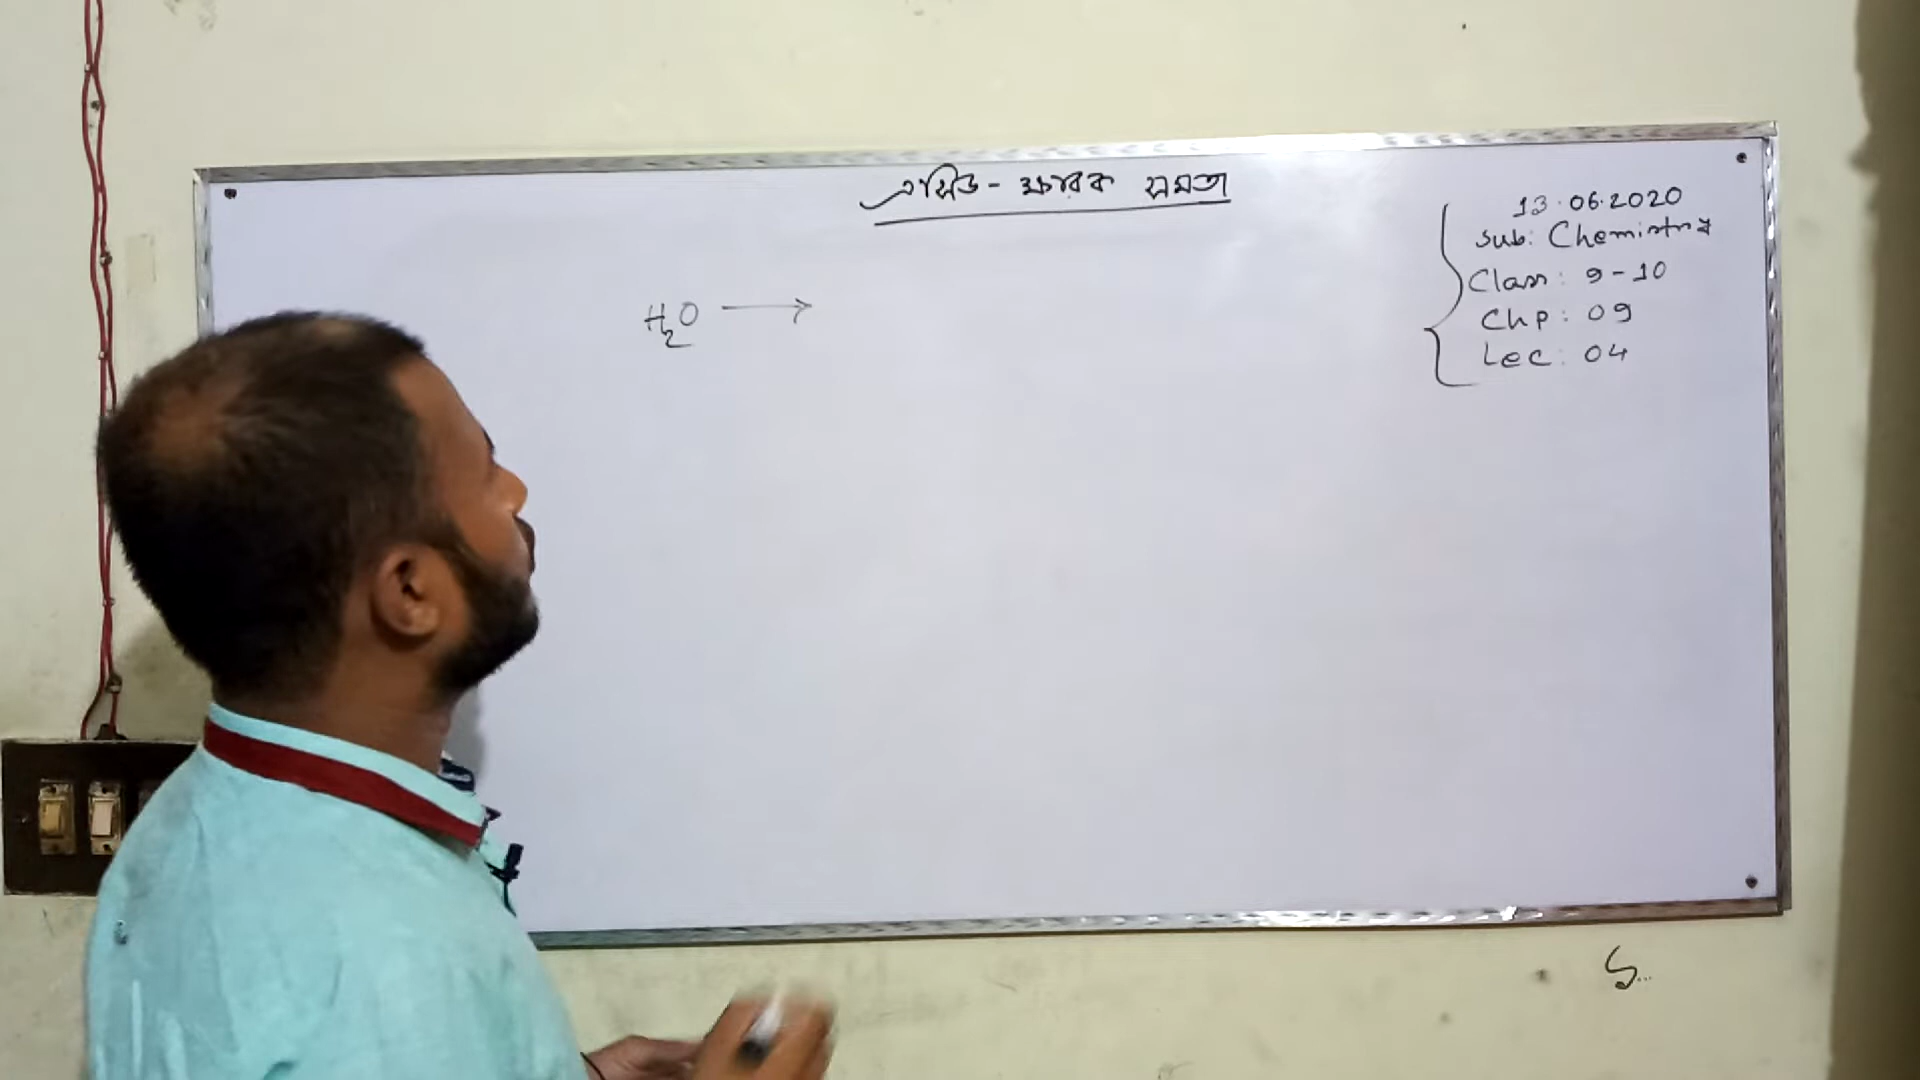 এসিড - ক্ষারক সমতা
13.06.2020
Sub: Chemistry
Class: 9-10
Chp: 09
Lec: 04
H₂O ⟶
S...